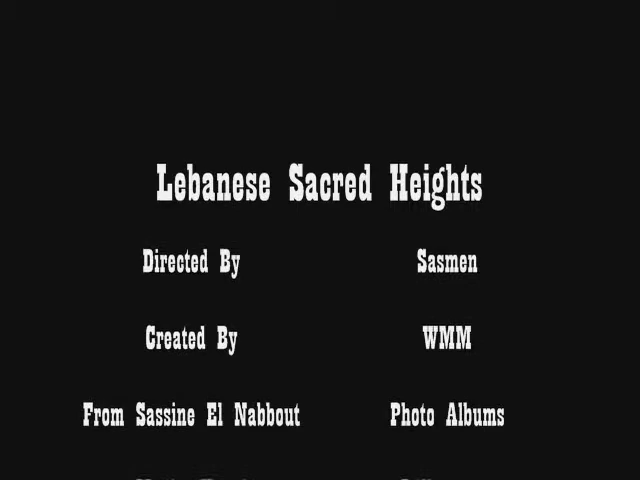 Lebanese Sacred Heights
Directed By Sasmen
Created By WMM
From Sassine El Nabbout Photo Albums